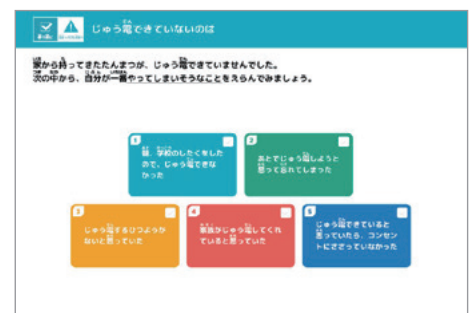 じゅう電できていないのは
家から持ってきたたんまつが、じゅう電できていませんでした。
次の中から、自分が一番やってしまいそうなことをえらんでみましょう。
1
朝、学校のしたくをした
ので、じゅう電できな
かった
2
あとでじゅう電しようと
思って忘れてしまった
3
じゅう電するひつようが
ないと思っていた
4
家族がじゅう電してくれ
ていると思っていた
5
じゅう電できていると
思っていたら、コンセン
トにささっていなかった